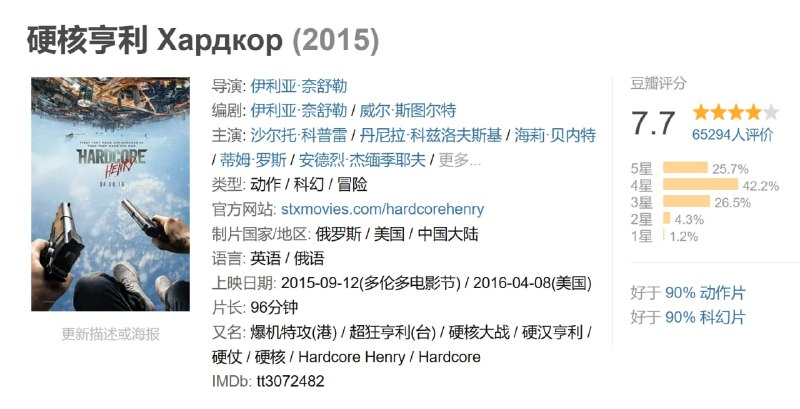 硬核亨利 Хардкор (2015)
FIRST THEY MADE HIM DANGEROUS.
THEN THEY MADE HIM MAD.
HARDCORE
HENRY
04.08.16
更新描述或海报
导演: 伊利亚·奈舒勒
编剧: 伊利亚·奈舒勒 / 威尔·斯图尔特
主演: 沙尔托·科普雷 / 丹尼拉·科兹洛夫斯基 / 海莉·贝内特
/ 蒂姆·罗斯 / 安德烈·杰缅季耶夫 / 更多...
类型: 动作 / 科幻 / 冒险
官方网站: stxmovies.com/hardcorehenry
制片国家/地区: 俄罗斯 / 美国 / 中国大陆
语言: 英语 / 俄语
上映日期: 2015-09-12(多伦多电影节) / 2016-04-08(美国)
片长: 96分钟
又名: 爆机特攻(港) / 超狂亨利(台) / 硬核大战 / 硬汉亨利 /
硬仗 / 硬核 / Hardcore Henry / Hardcore
IMDb: tt3072482
豆瓣评分
7.7
65294人评价
5星 25.7%
4星 42.2%
3星 26.5%
2星 4.3%
1星 1.2%
好于 90% 动作片
好于 90% 科幻片